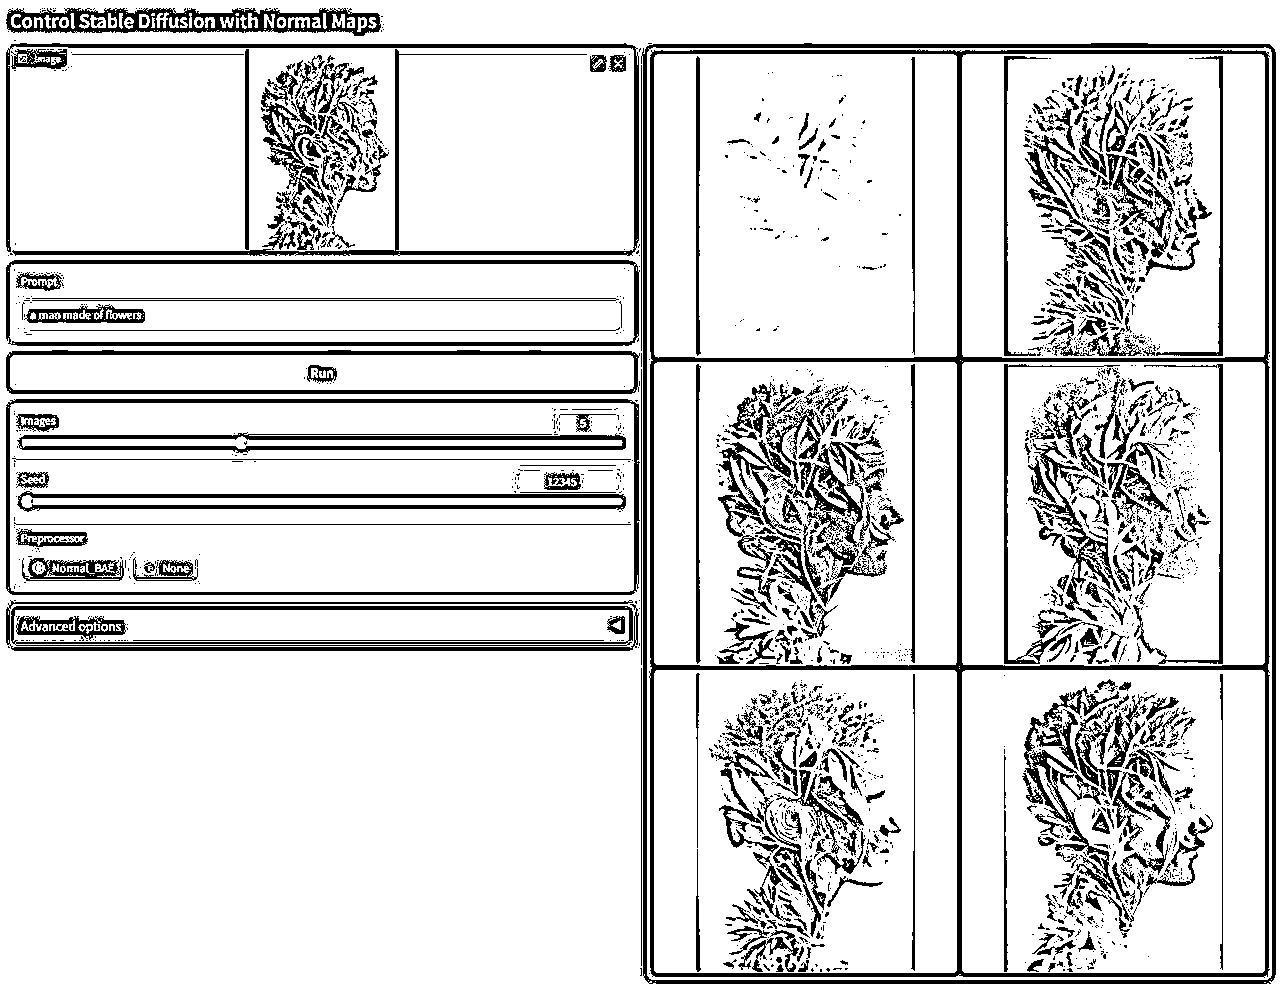 Control Stable Diffusion with Normal Maps
Image
Prompt
a man made of flowers
Run
Images
5
Seed
12345
Preprocessor
Normal_BAE
None
Advanced options